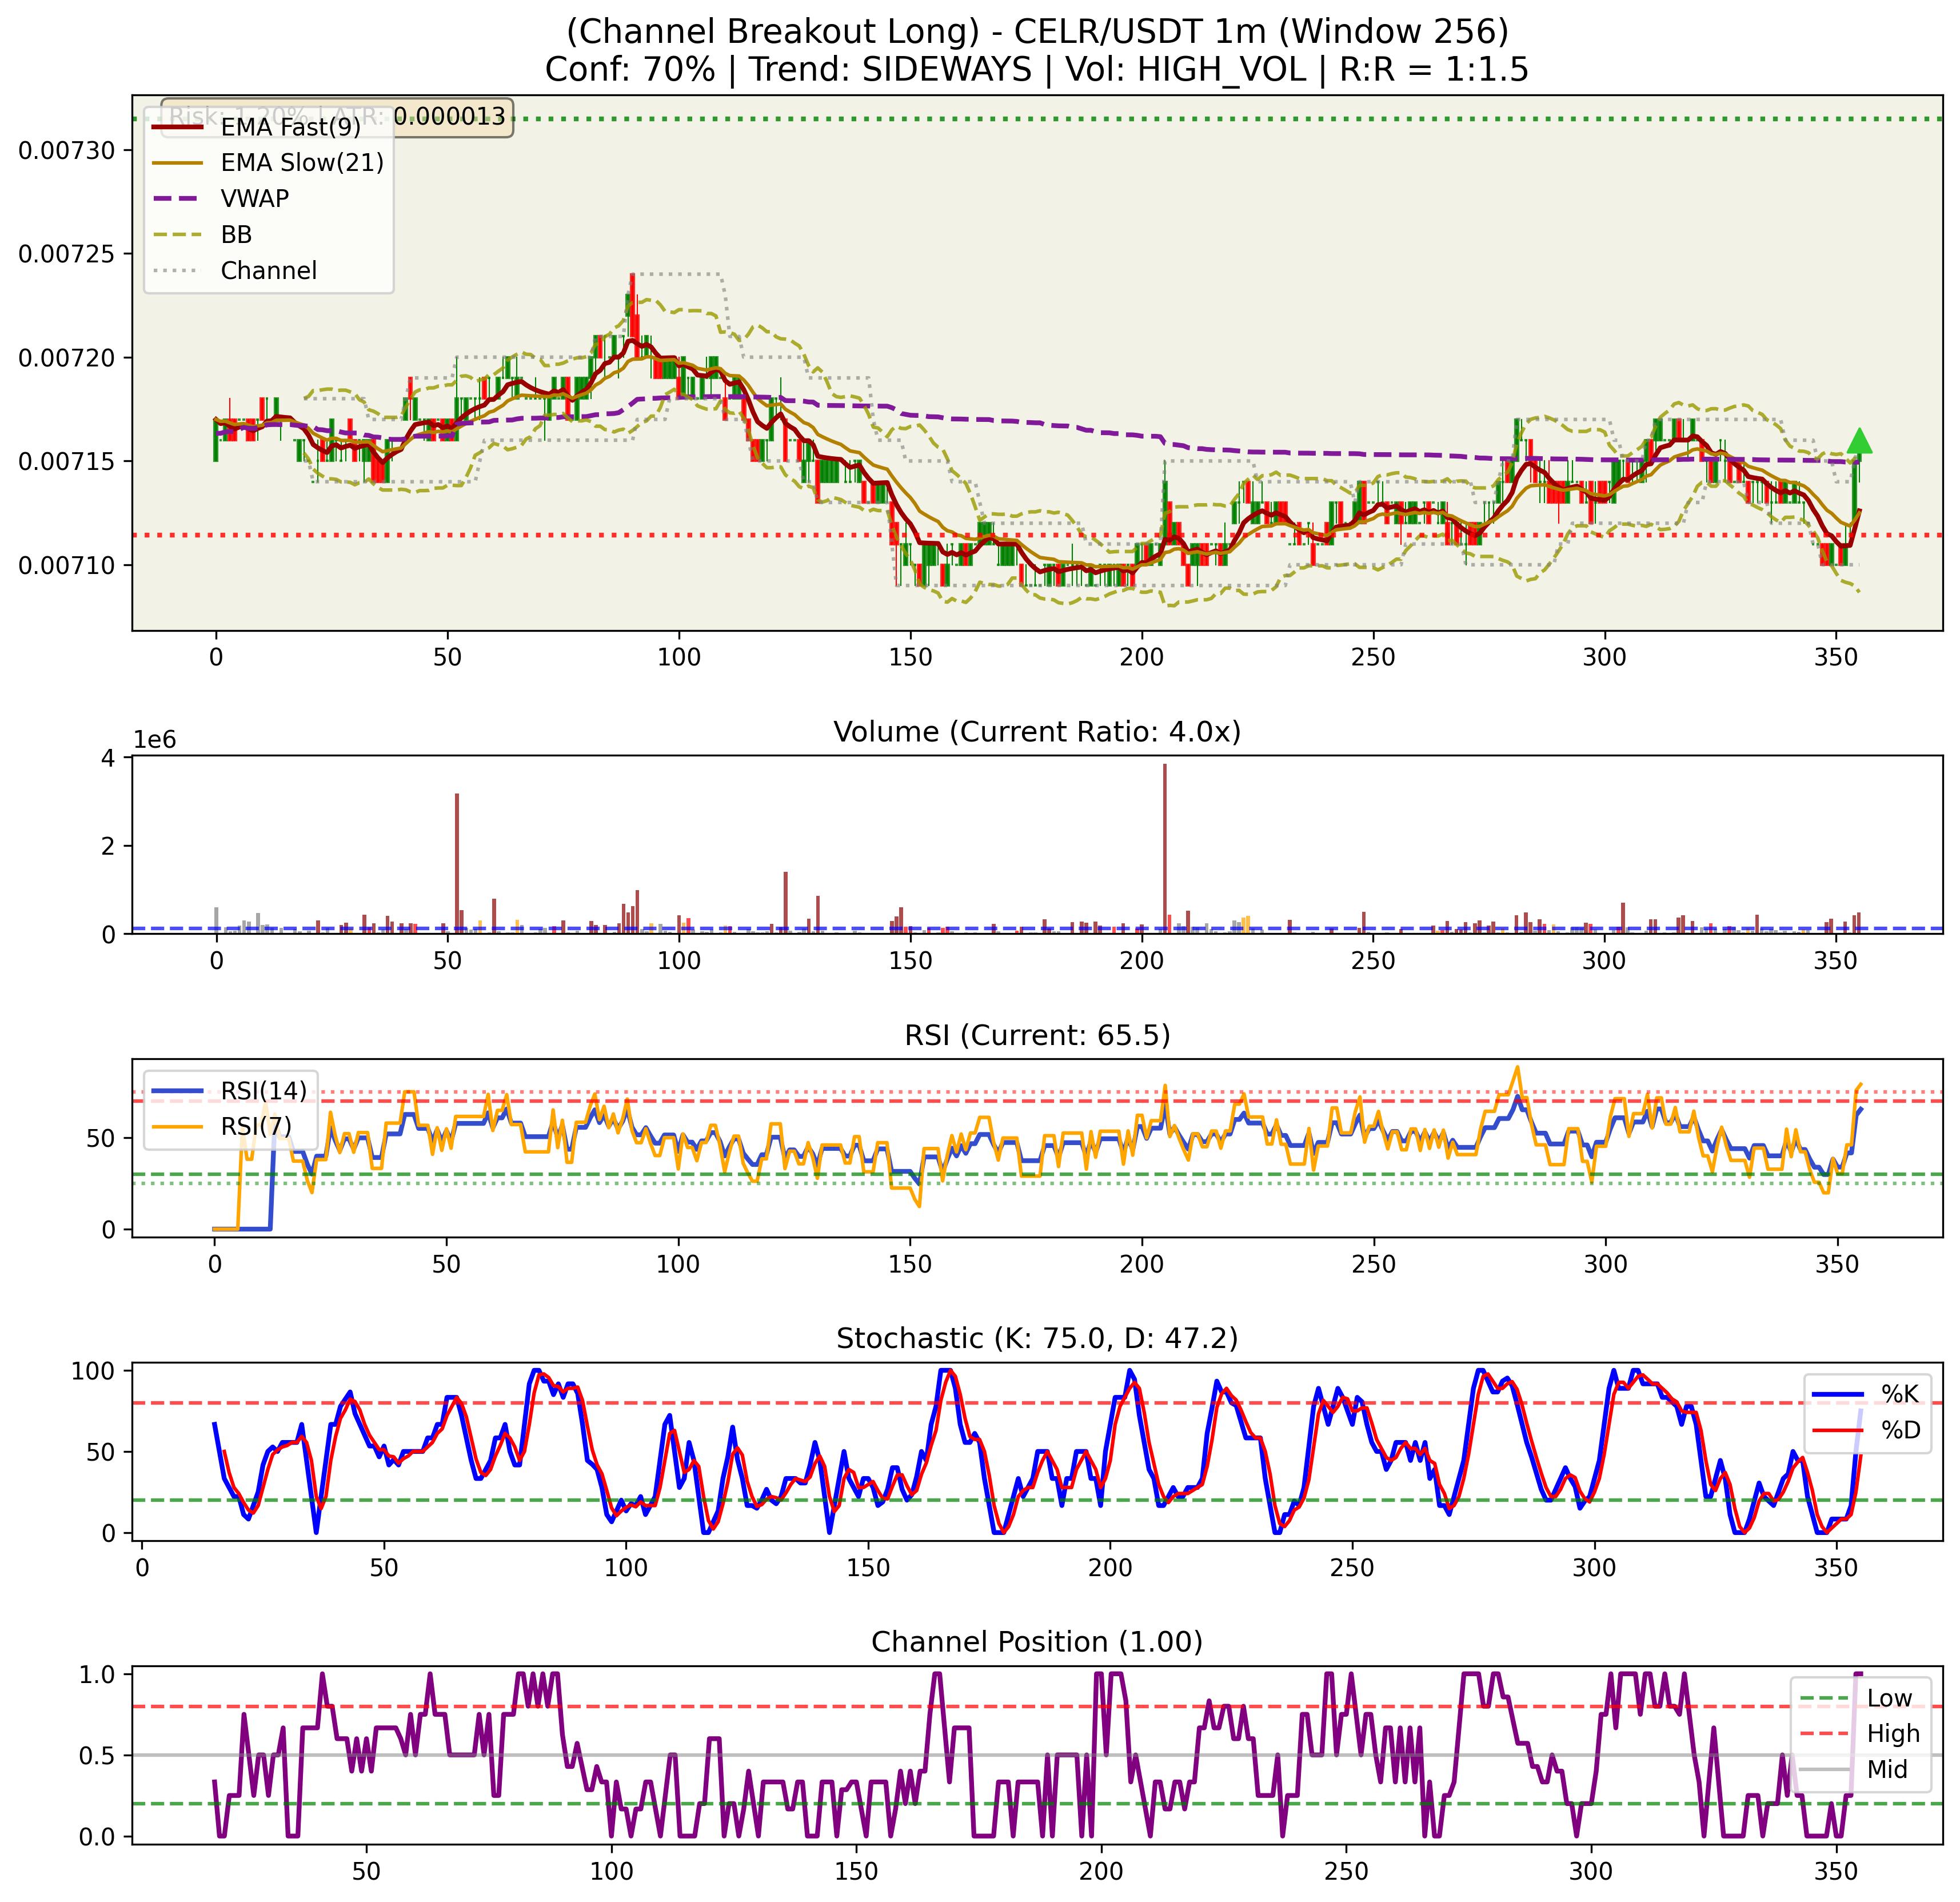 (Channel Breakout Long) - CELR/USDT 1m (Window 256)
Conf: 70% | Trend: SIDEWAYS | Vol: HIGH_VOL | R:R = 1:1.5
Risk: 1.20% | ATR: 0.000013
EMA Fast(9)
EMA Slow(21)
VWAP
BB
Channel
0.00730
0.00725
0.00720
0.00715
0.00710
0 50 100 150 200 250 300 350
Volume (Current Ratio: 4.0x)
1e6
4
2
0
0 50 100 150 200 250 300 350
RSI (Current: 65.5)
RSI(14)
RSI(7)
50
0
0 50 100 150 200 250 300 350
Stochastic (K: 75.0, D: 47.2)
%K
%D
100
50
0
0 50 100 150 200 250 300 350
Channel Position (1.00)
Low
High
Mid
1.0
0.5
0.0
50 100 150 200 250 300 350